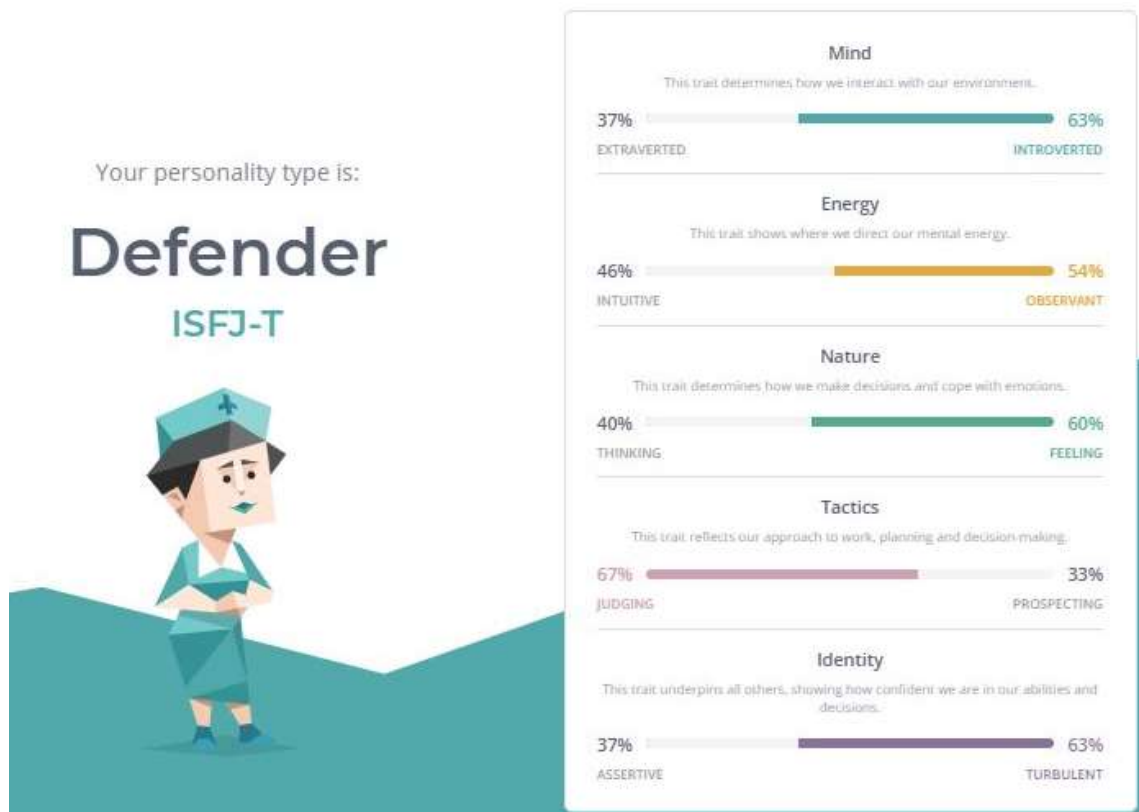 Your personality type is:
Defender
ISFJ-T
Mind
This trait determines how we interact with our environment.
37% 63%
EXTRAVERTED INTROVERTED
Energy
This trait shows where we direct our mental energy.
46% 54%
INTUITIVE OBSERVANT
Nature
This trait determines how we make decisions and cope with emotions.
40% 60%
THINKING FEELING
Tactics
This trait reflects our approach to work, planning and decision-making.
67% 33%
JUDGING PROSPECTING
Identity
This trait underpins all others, showing how confident we are in our abilities and
decisions.
37% 63%
ASSERTIVE TURBULENT